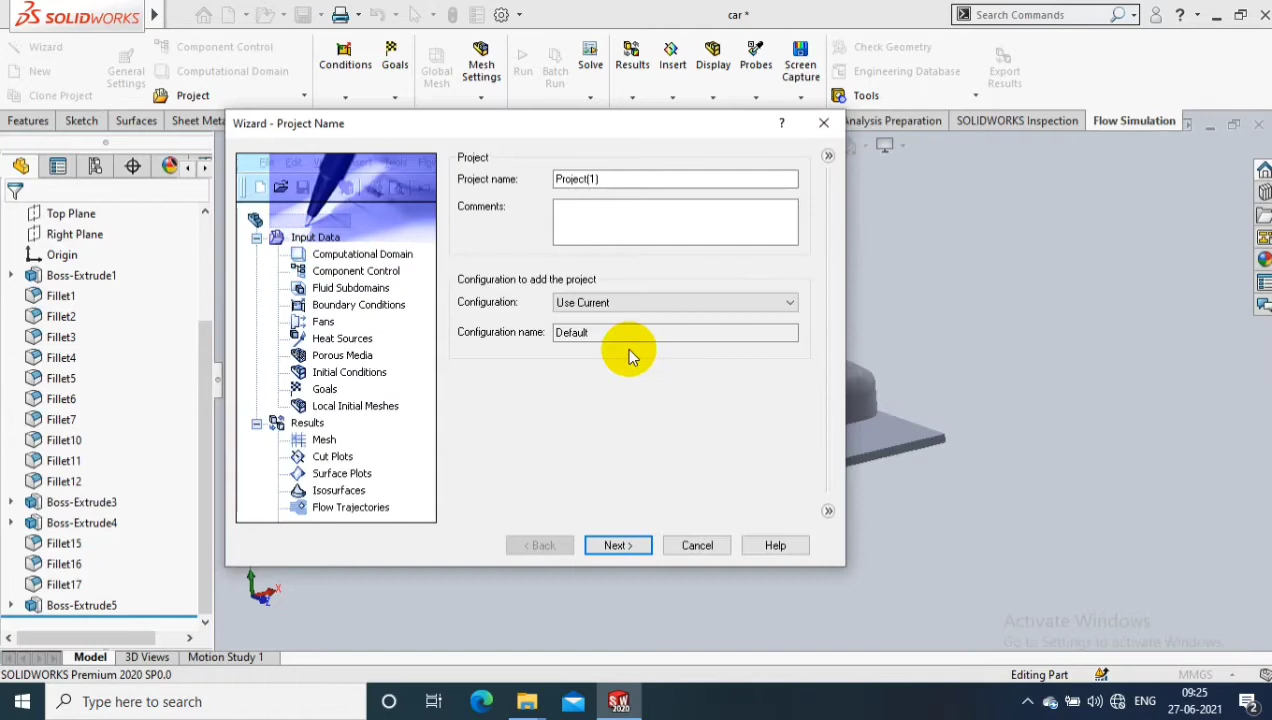 SOLIDWORKS
car *
Search Commands
?
Wizard
New
Clone Project
General Settings
Component Control
Computational Domain
Project
Conditions
Goals
Global Mesh
Mesh Settings
Run
Batch Run
Solve
Results
Insert
Display
Probes
Screen Capture
Check Geometry
Engineering Database
Tools
Export Results
Features
Sketch
Surfaces
Sheet Meta
Analysis Preparation
SOLIDWORKS Inspection
Flow Simulation
Top Plane
Right Plane
Origin
Boss-Extrude1
Fillet1
Fillet2
Fillet3
Fillet4
Fillet5
Fillet6
Fillet7
Fillet10
Fillet11
Fillet12
Boss-Extrude3
Boss-Extrude4
Fillet15
Fillet16
Fillet17
Boss-Extrude5
Wizard - Project Name
?
Input Data
Computational Domain
Component Control
Fluid Subdomains
Boundary Conditions
Fans
Heat Sources
Porous Media
Initial Conditions
Goals
Local Initial Meshes
Results
Mesh
Cut Plots
Surface Plots
Isosurfaces
Flow Trajectories
Project
Project name:
Project(1)
Comments:
Configuration to add the project
Configuration:
Use Current
Configuration name:
Default
< Back
Next >
Cancel
Help
Activate Windows
Go to Settings to activate Windows.
Model
3D Views
Motion Study 1
SOLIDWORKS Premium 2020 SP0.0
Editing Part
MMGS
Type here to search
SW 2020
ENG
09:25
27-06-2021
2